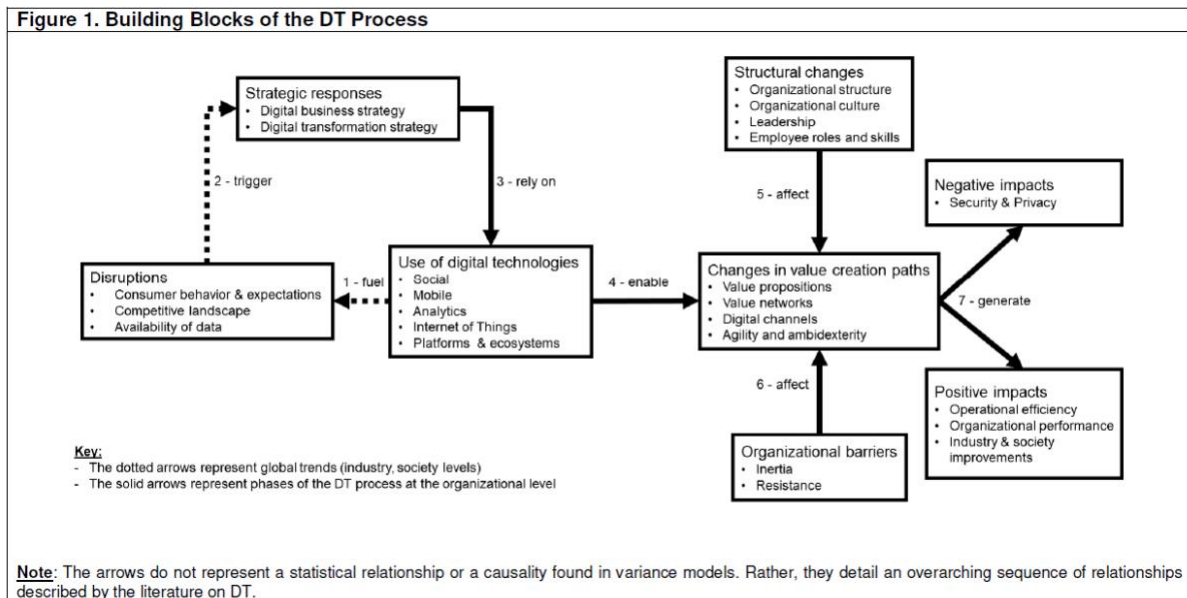 Figure 1. Building Blocks of the DT Process
Strategic responses
• Digital business strategy
• Digital transformation strategy
Structural changes
• Organizational structure
• Organizational culture
• Leadership
• Employee roles and skills
2 - trigger
3 - rely on
5 - affect
Negative impacts
• Security & Privacy
Disruptions
• Consumer behavior & expectations
• Competitive landscape
• Availability of data
1 - fuel
Use of digital technologies
• Social
• Mobile
• Analytics
• Internet of Things
• Platforms & ecosystems
4 - enable
Changes in value creation paths
• Value propositions
• Value networks
• Digital channels
• Agility and ambidexterity
7 - generate
6 - affect
Positive impacts
• Operational efficiency
• Organizational performance
• Industry & society
improvements
Organizational barriers
• Inertia
• Resistance
Key:
- The dotted arrows represent global trends (industry, society levels)
- The solid arrows represent phases of the DT process at the organizational level
Note: The arrows do not represent a statistical relationship or a causality found in variance models. Rather, they detail an overarching sequence of relationships
described by the literature on DT.